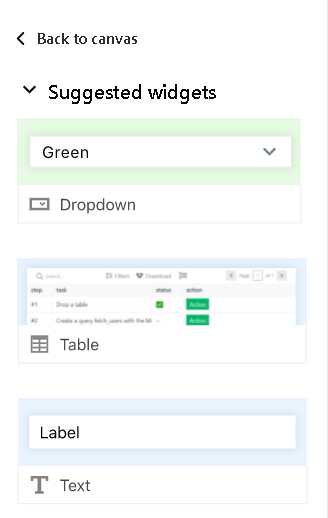 Back to canvas
Suggested widgets
Green
Dropdown
Search... Filters Download Page 1 of 1
step task status action
#1 Drop a table Action
#2 Create a query fetch_users with the M -- Action
Table
Label
Text